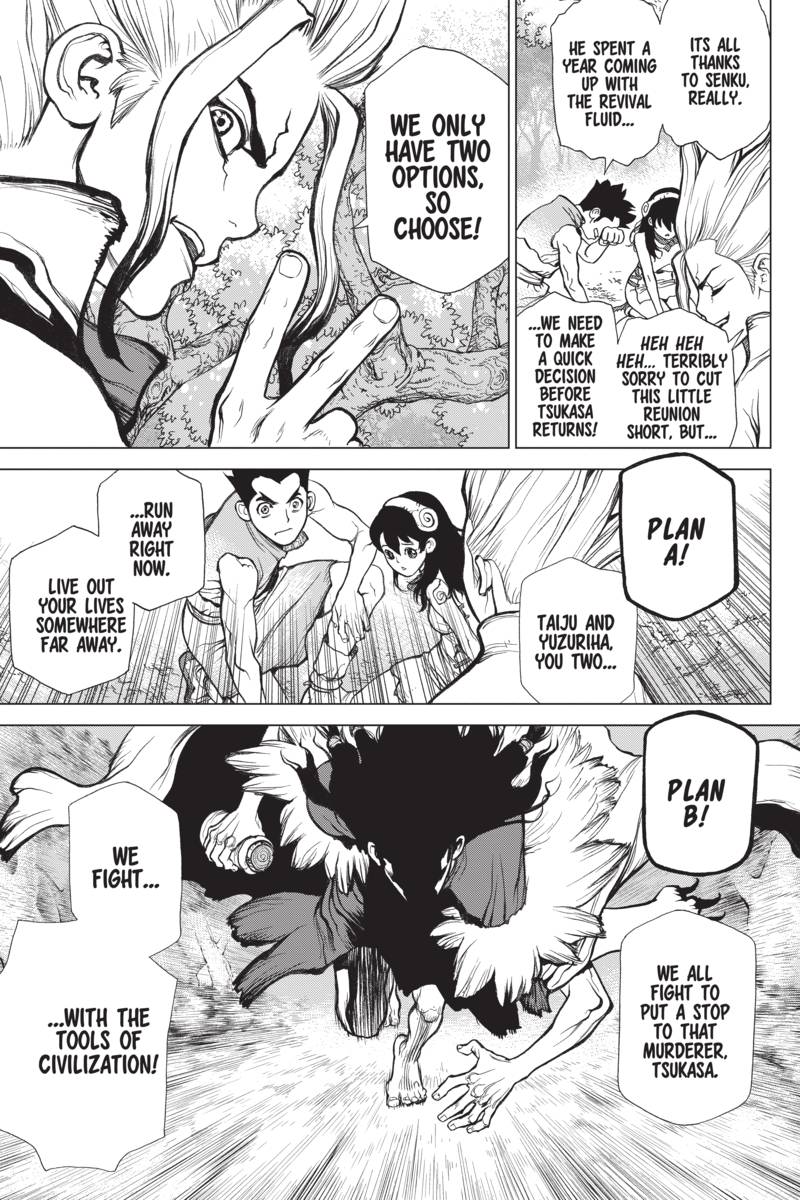 ITS ALL
THANKS
TO SENKU,
REALLY.
HE SPENT A
YEAR COMING
UP WITH
THE REVIVAL
FLUID...
HEH HEH
HEH... TERRIBLY
SORRY TO CUT
THIS LITTLE
REUNION
SHORT, BUT...
...WE NEED
TO MAKE
A QUICK
DECISION
BEFORE
TSUKASA
RETURNS!
WE ONLY
HAVE TWO
OPTIONS,
SO
CHOOSE!
PLAN
A!
TAIJU AND
YUZURIHA,
YOU TWO...
...RUN
AWAY
RIGHT
NOW.
LIVE OUT
YOUR LIVES
SOMEWHERE
FAR AWAY.
PLAN
B!
WE ALL
FIGHT TO
PUT A STOP
TO THAT
MURDERER,
TSUKASA.
WE
FIGHT...
...WITH THE
TOOLS OF
CIVILIZATION!